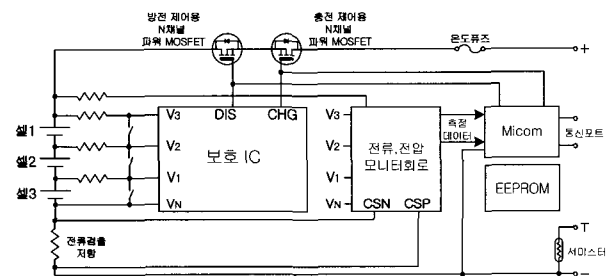 방전 제어용
N채널
파워 MOSFET
충전 제어용
N채널
파워 MOSFET
온도퓨즈
+
셀1
셀2
셀3
V3
V2
V1
VN
DIS
CHG
보호 IC
V3
V2
V1
VN
전류,전압
모니터회로
CSN
CSP
측정
데이터
Micom
통신포트
EEPROM
전류검출
저항
T
서미스터
−